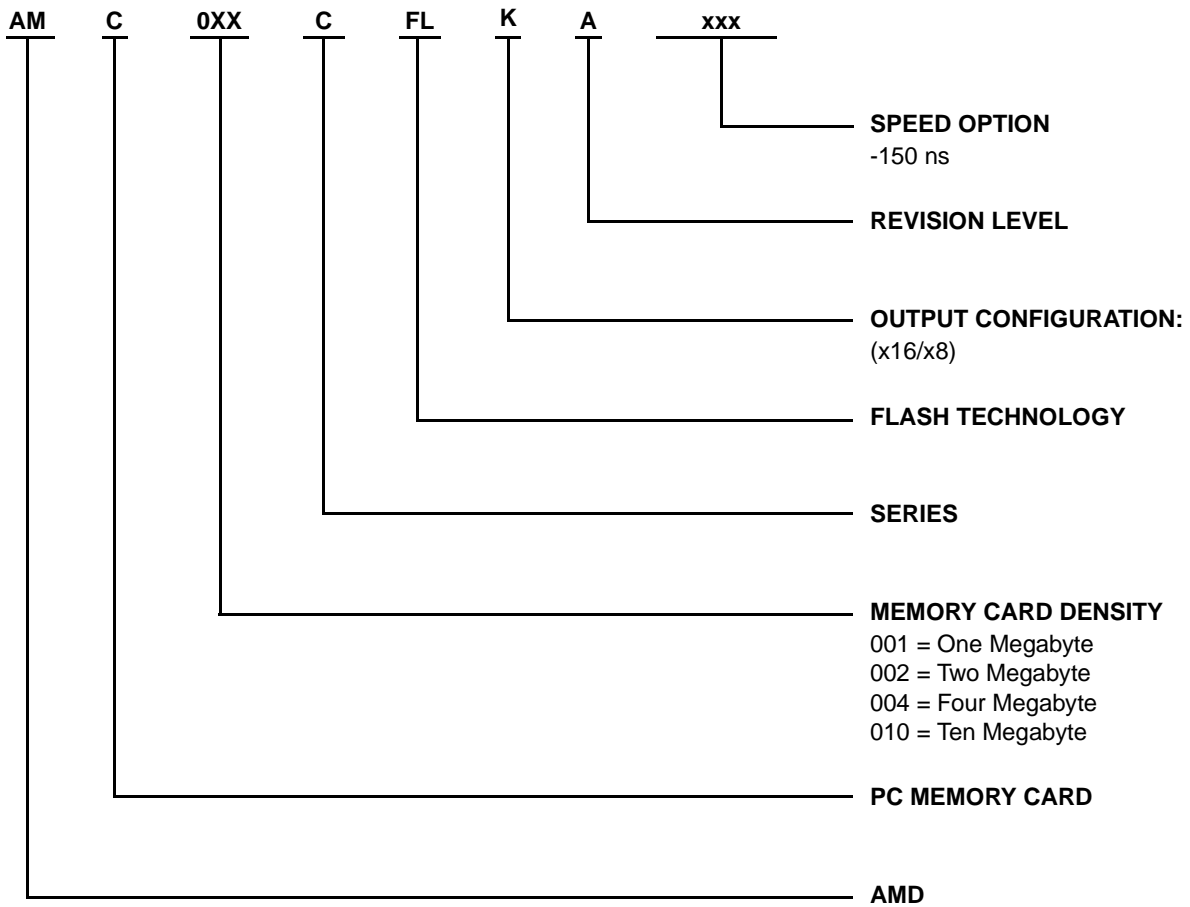 AM C 0XX C FL K A xxx
SPEED OPTION
-150 ns
REVISION LEVEL
OUTPUT CONFIGURATION:
(x16/x8)
FLASH TECHNOLOGY
SERIES
MEMORY CARD DENSITY
001 = One Megabyte
002 = Two Megabyte
004 = Four Megabyte
010 = Ten Megabyte
PC MEMORY CARD
AMD